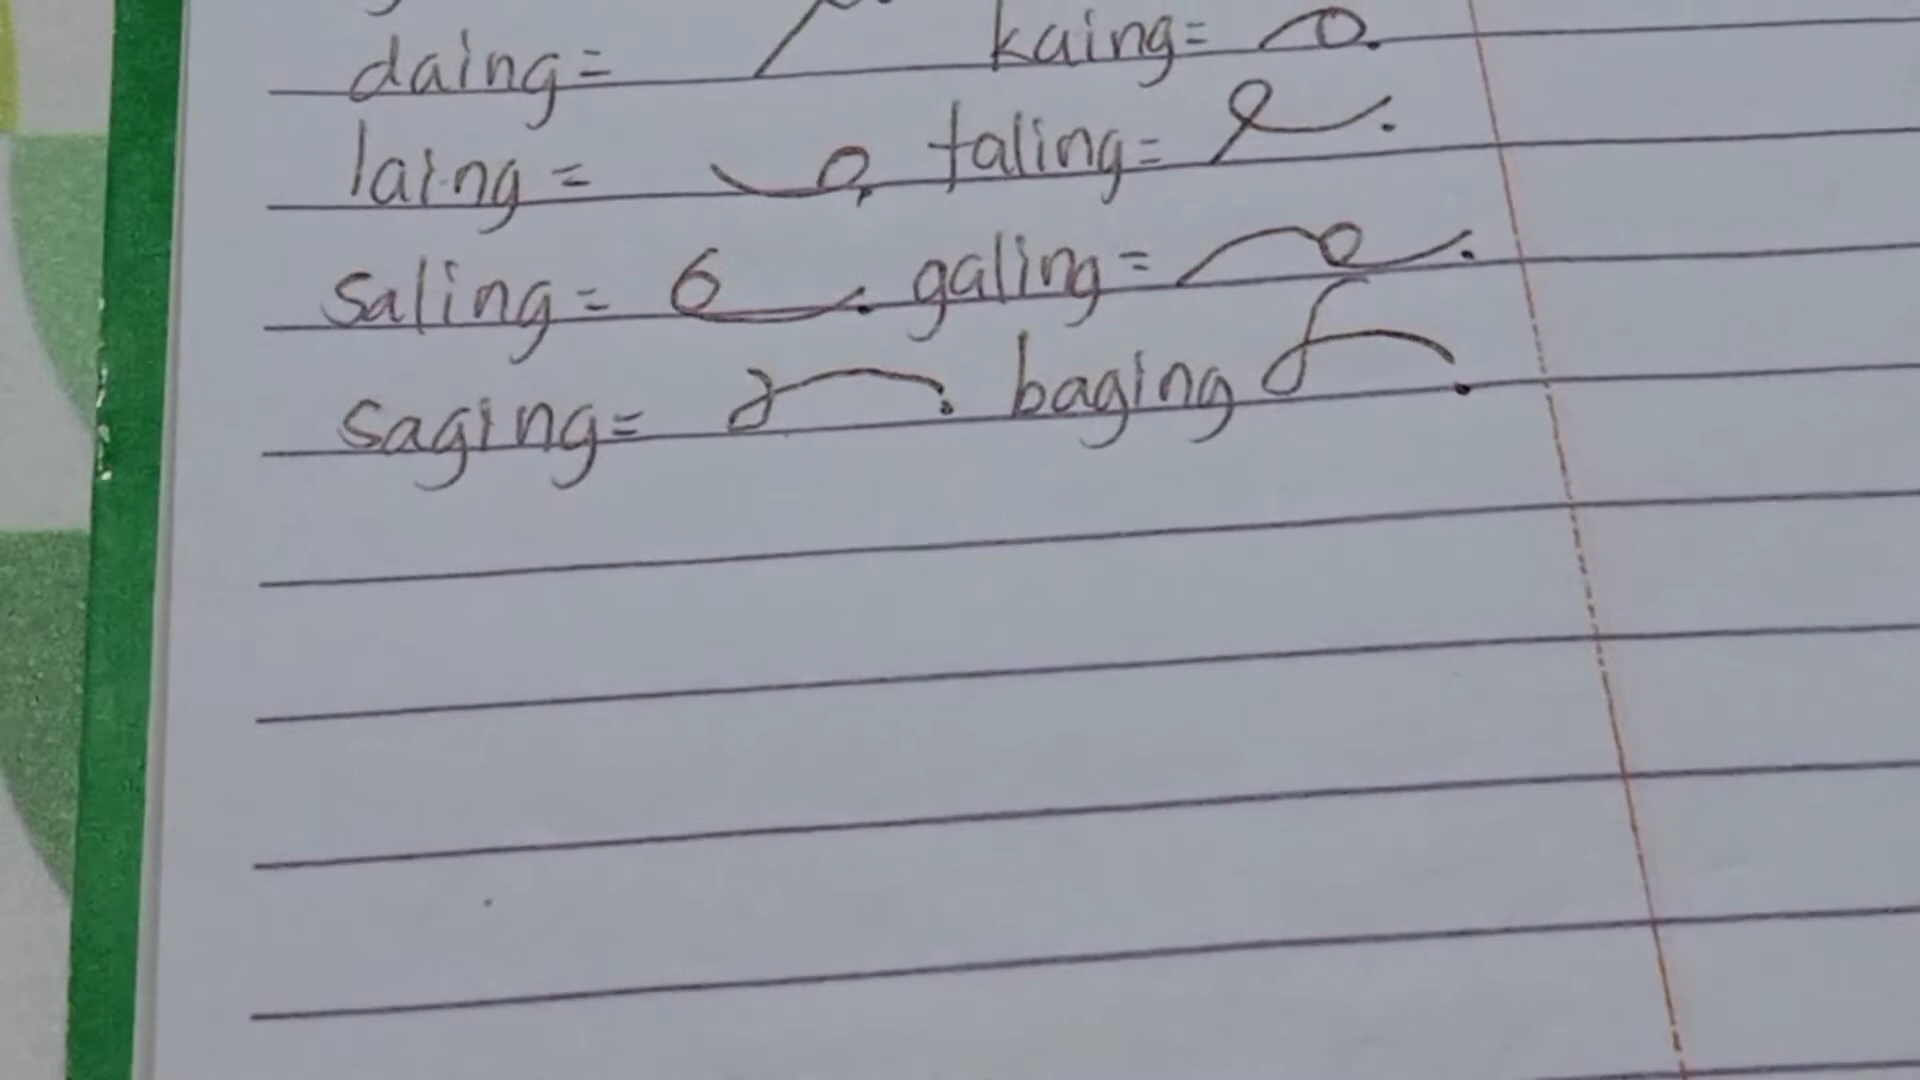 daing= kaing=
laing= taling=
saling= galing=
saging= baging